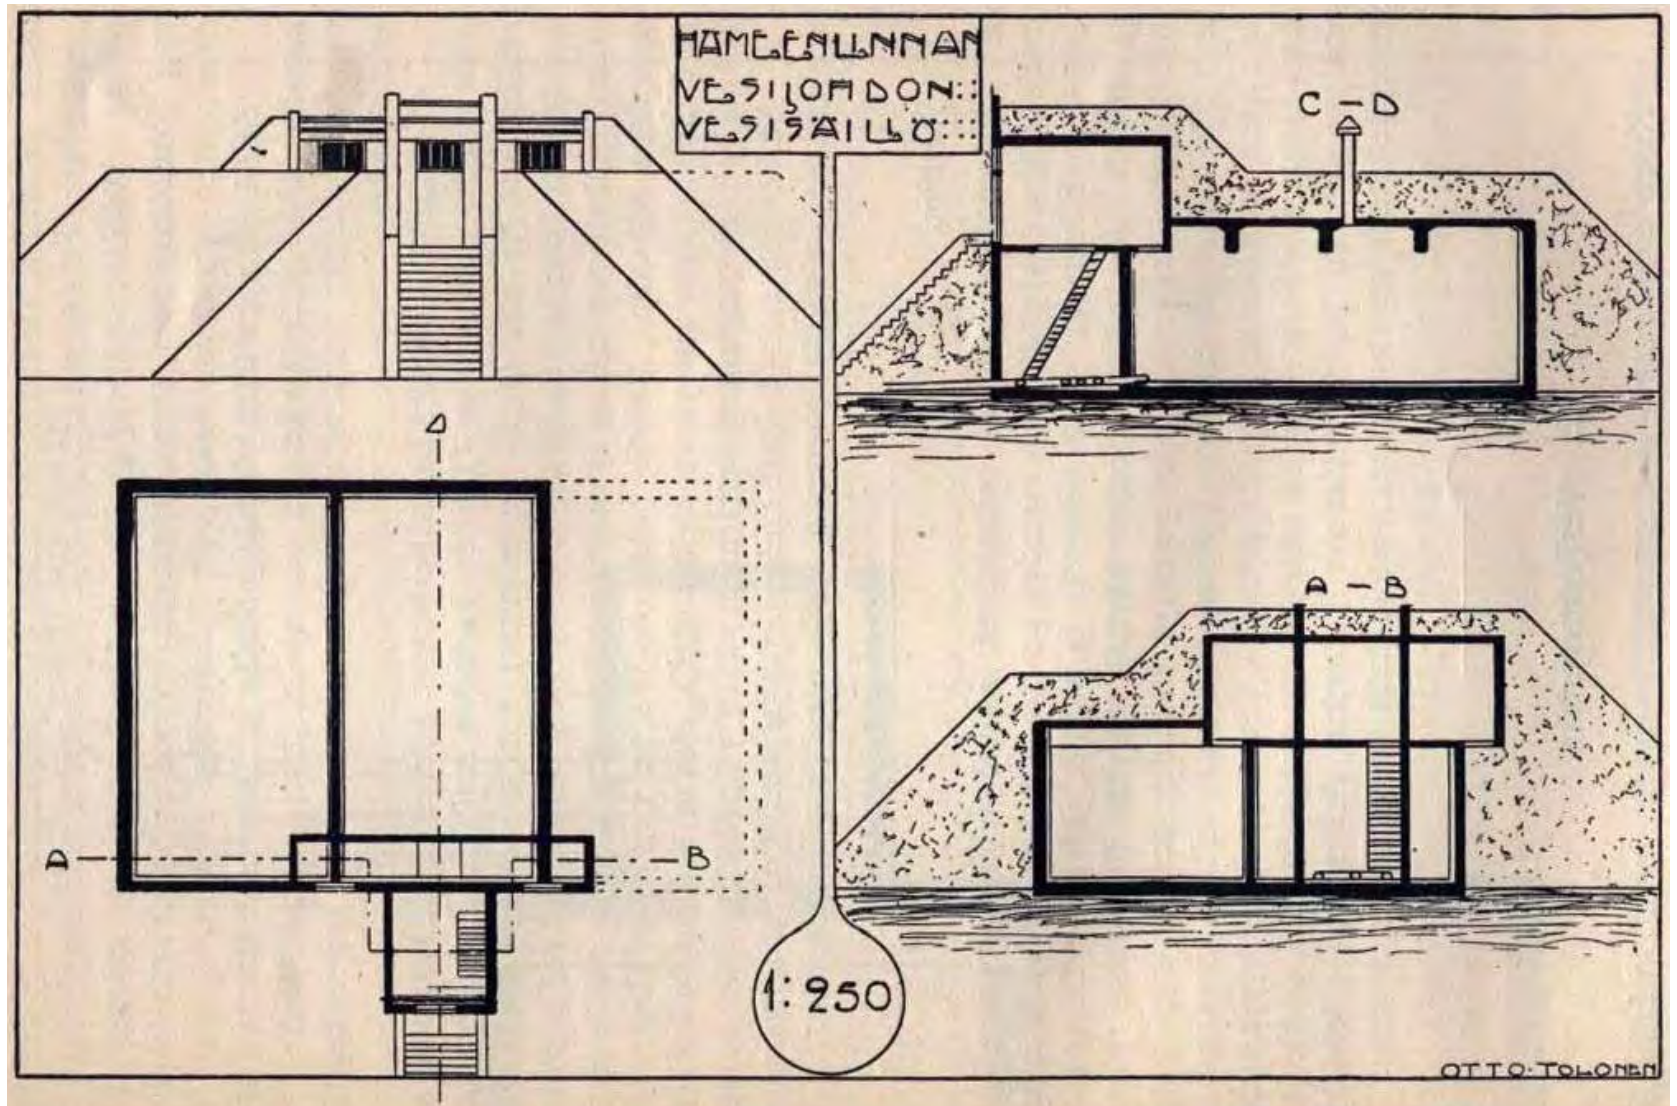 HÄMEENLINNAN
VESIJOHDON::
VESISÄILIÖ:::
C – D
D
A – B
A
B
1:250
OTTO·TOLONEN